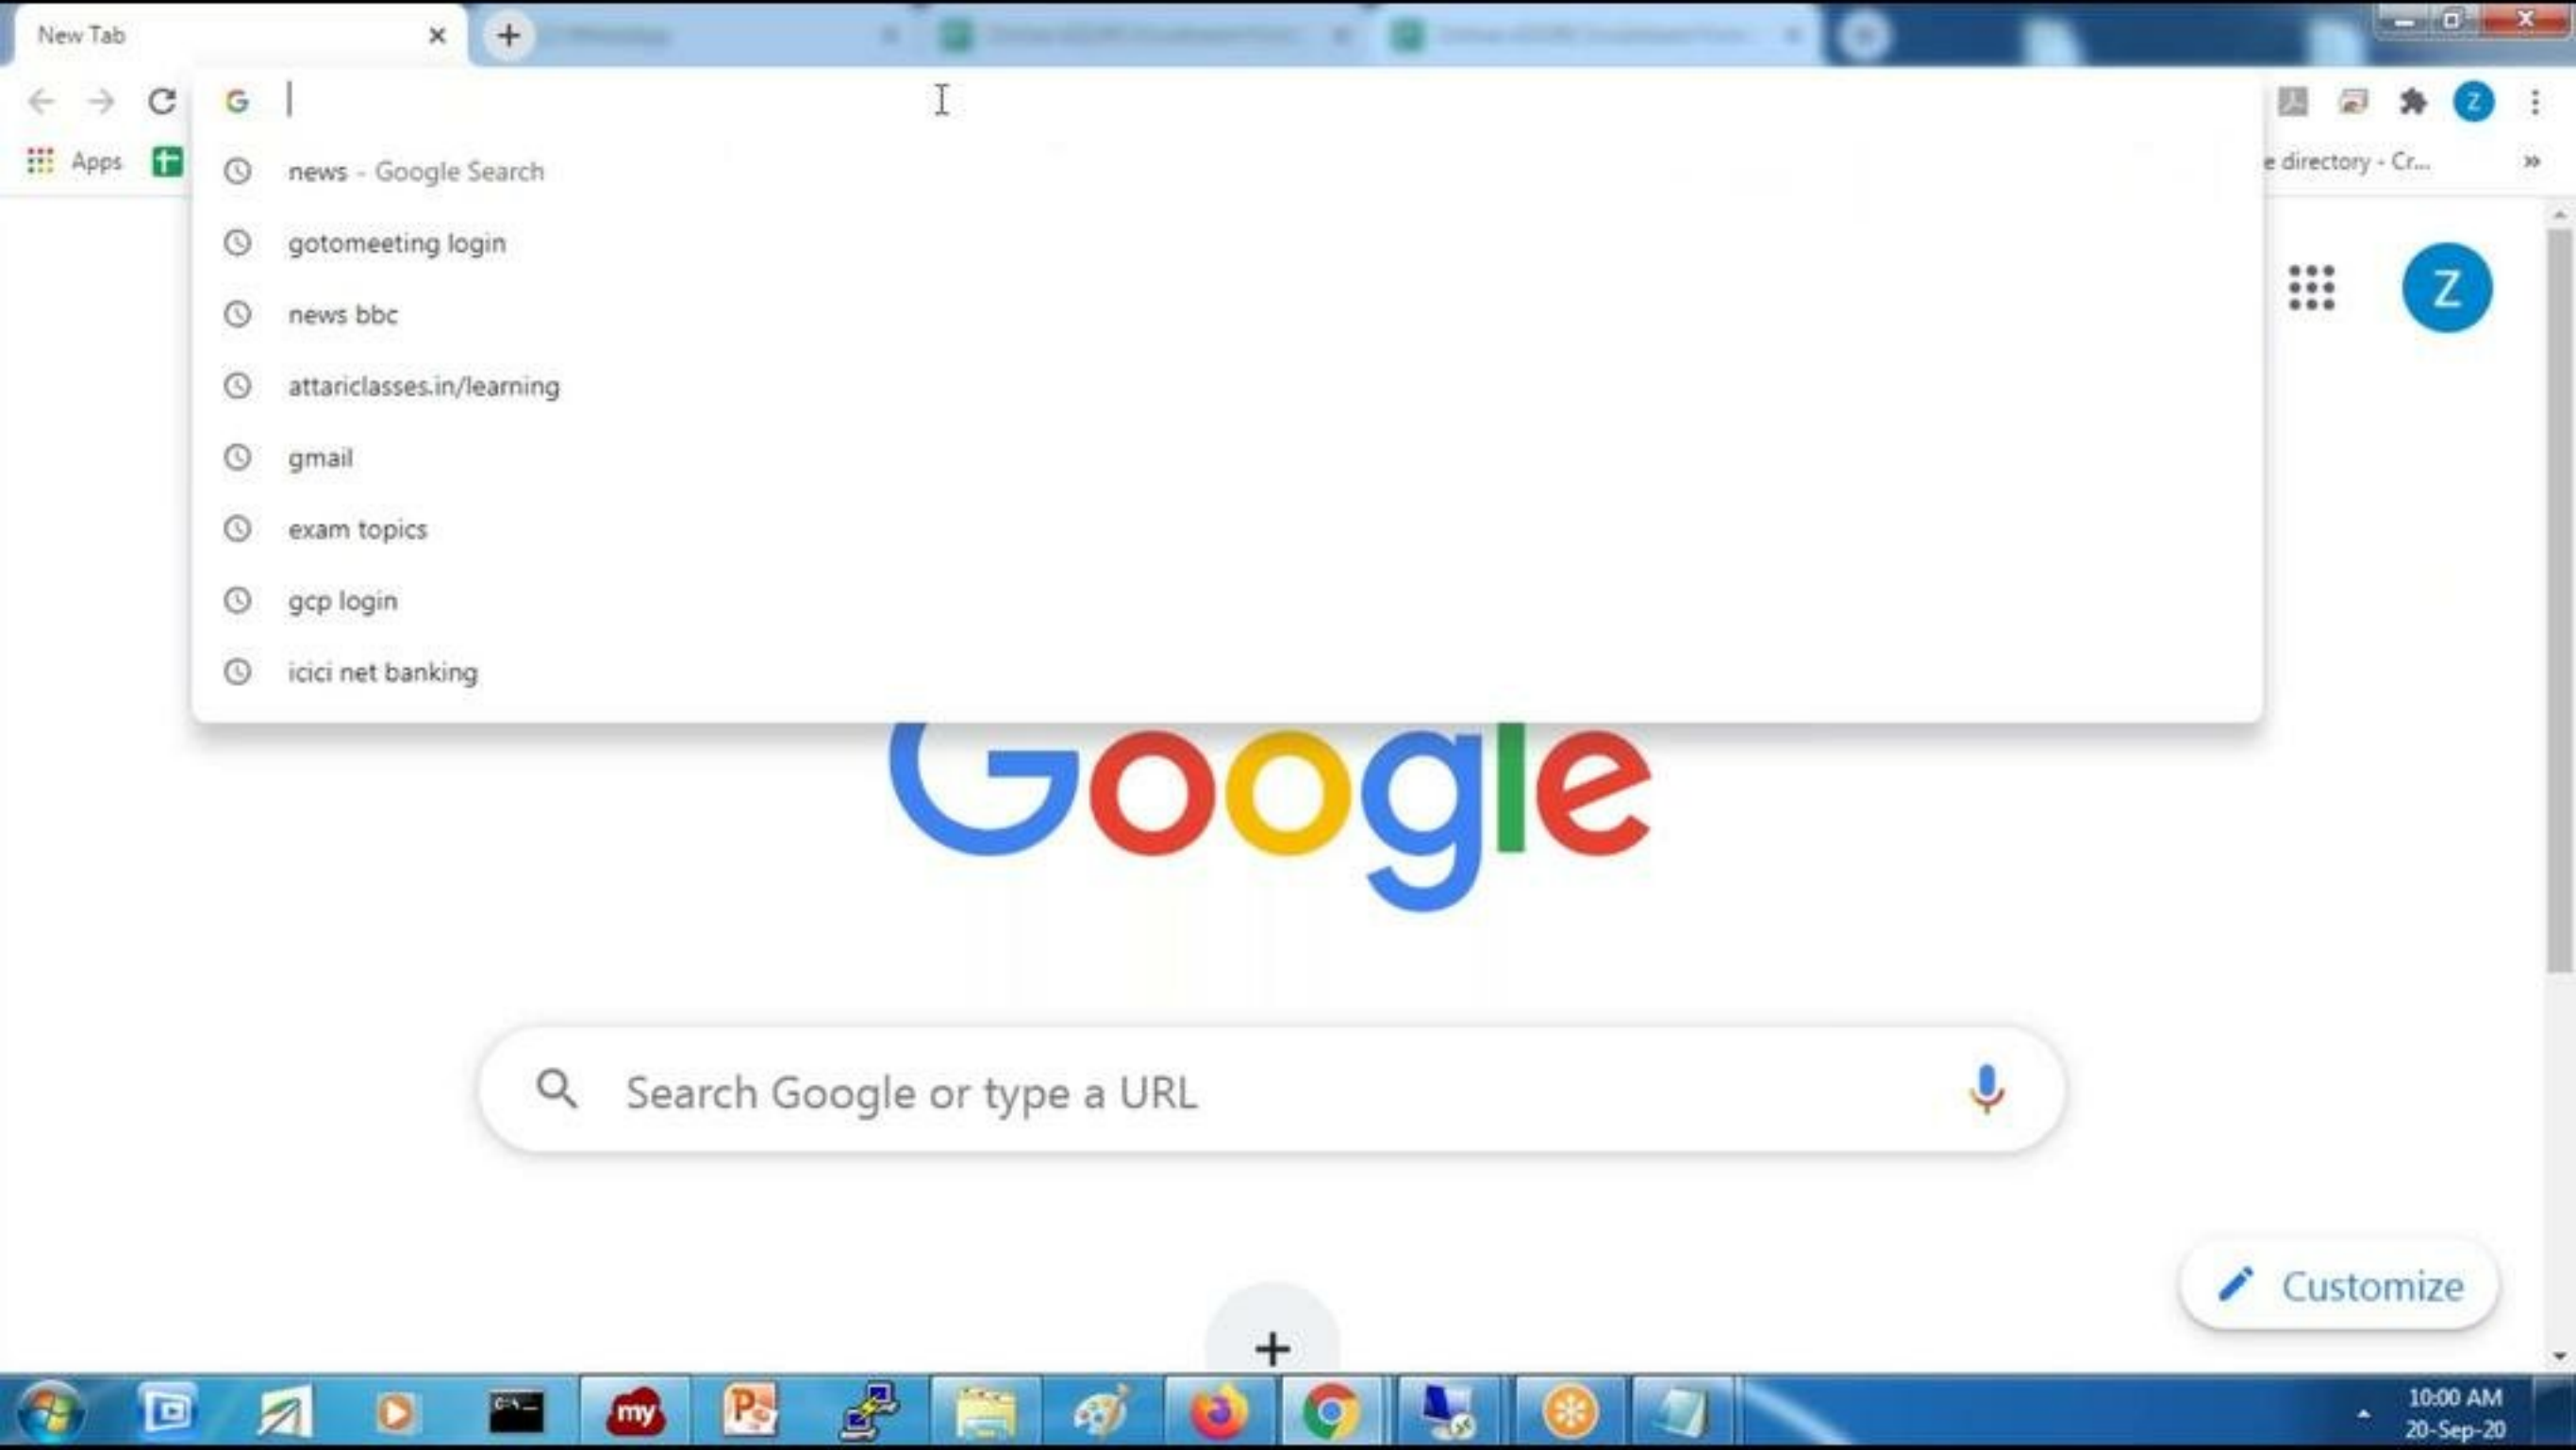 New Tab
Apps
e directory - Cr...
news - Google Search
gotomeeting login
news bbc
attariclasses.in/learning
gmail
exam topics
gcp login
icici net banking
Z
Z
Google
Search Google or type a URL
Customize
my
10:00 AM
20-Sep-20